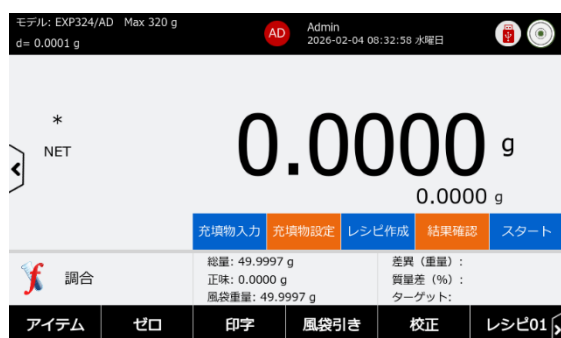 モデル: EXP324/AD Max 320 g
d= 0.0001 g
AD
Admin
2026-02-04 08:32:58 水曜日
*
NET
0.0000 g
0.0000 g
充填物入力 充填物設定 レシピ作成 結果確認 スタート
調合
総量: 49.9997 g
正味: 0.0000 g
風袋重量: 49.9997 g
差異（重量）:
質量差（%）:
ターゲット:
アイテム ゼロ 印字 風袋引き 校正 レシピ01